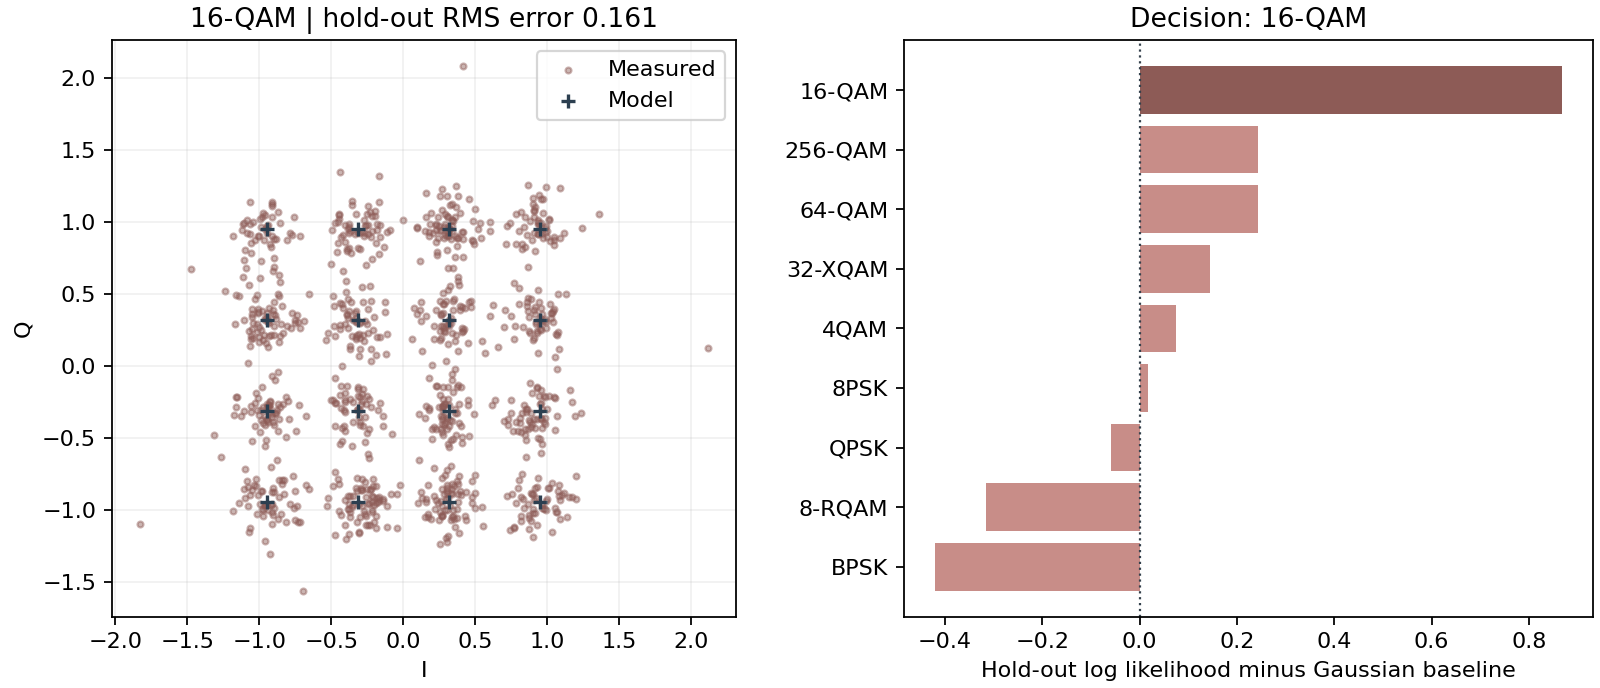 16-QAM | hold-out RMS error 0.161
Measured
Model
2.0
1.5
1.0
0.5
0.0
−0.5
−1.0
−1.5
Q
−2.0 −1.5 −1.0 −0.5 0.0 0.5 1.0 1.5 2.0
I
Decision: 16-QAM
16-QAM
256-QAM
64-QAM
32-XQAM
4QAM
8PSK
QPSK
8-RQAM
BPSK
−0.4 −0.2 0.0 0.2 0.4 0.6 0.8
Hold-out log likelihood minus Gaussian baseline